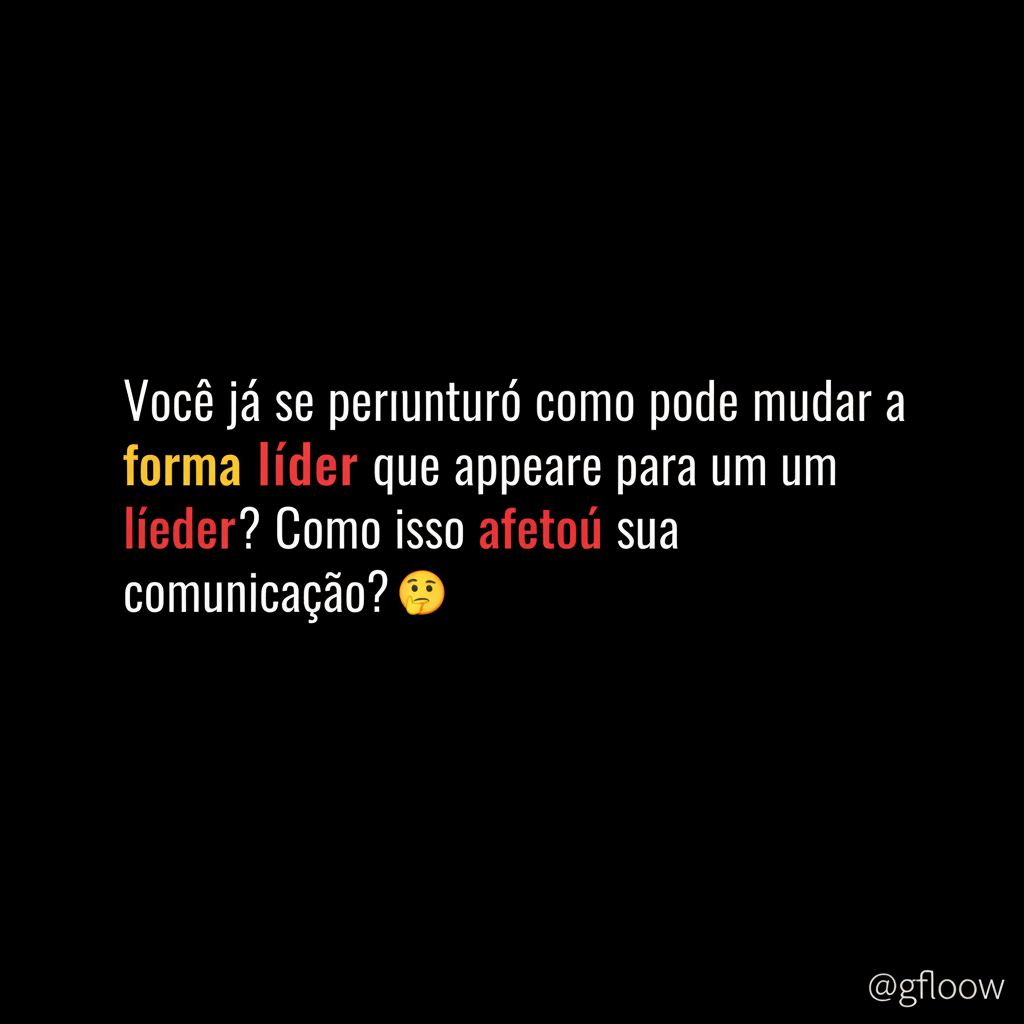 Você já se perıunturó como pode mudar a
forma líder que appeare para um um
líeder? Como isso afetoú sua
comunicação? 🤔
@gfloow